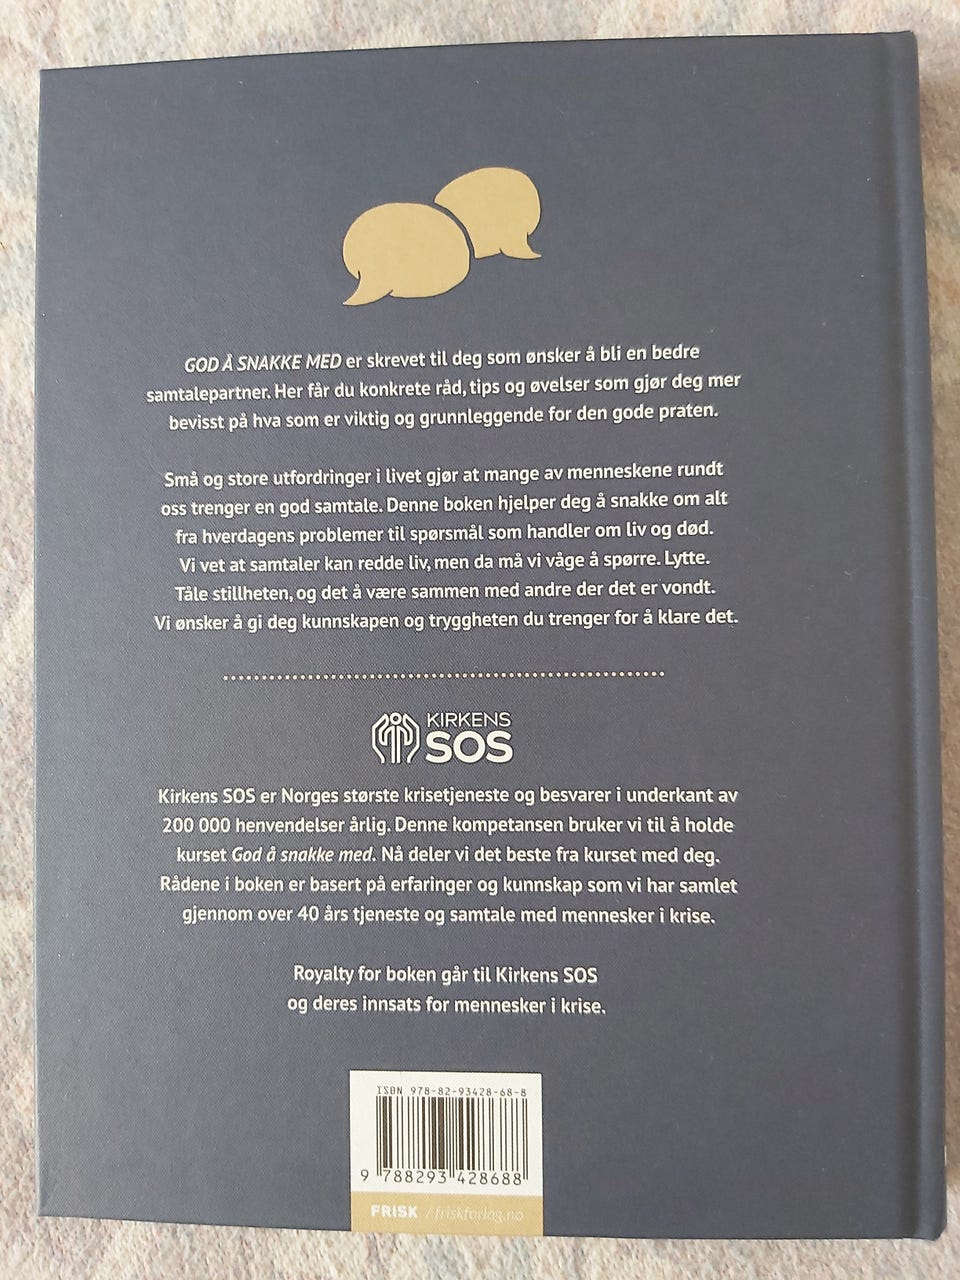 GOD Å SNAKKE MED er skrevet til deg som ønsker å bli en bedre
samtalepartner. Her får du konkrete råd, tips og øvelser som gjør deg mer
bevisst på hva som er viktig og grunnleggende for den gode praten.
Små og store utfordringer i livet gjør at mange av menneskene rundt
oss trenger en god samtale. Denne boken hjelper deg å snakke om alt
fra hverdagens problemer til spørsmål som handler om liv og død.
Vi vet at samtaler kan redde liv, men da må vi våge å spørre. Lytte.
Tåle stillheten, og det å være sammen med andre der det er vondt.
Vi ønsker å gi deg kunnskapen og tryggheten du trenger for å klare det.
KIRKENS
SOS
Kirkens SOS er Norges største krisetjeneste og besvarer i underkant av
200 000 henvendelser årlig. Denne kompetansen bruker vi til å holde
kurset God å snakke med. Nå deler vi det beste fra kurset med deg.
Rådene i boken er basert på erfaringer og kunnskap som vi har samlet
gjennom over 40 års tjeneste og samtale med mennesker i krise.
Royalty for boken går til Kirkens SOS
og deres innsats for mennesker i krise.
ISBN 978-82-93428-68-8
9 788293 428688
FRISK / friskforlag.no